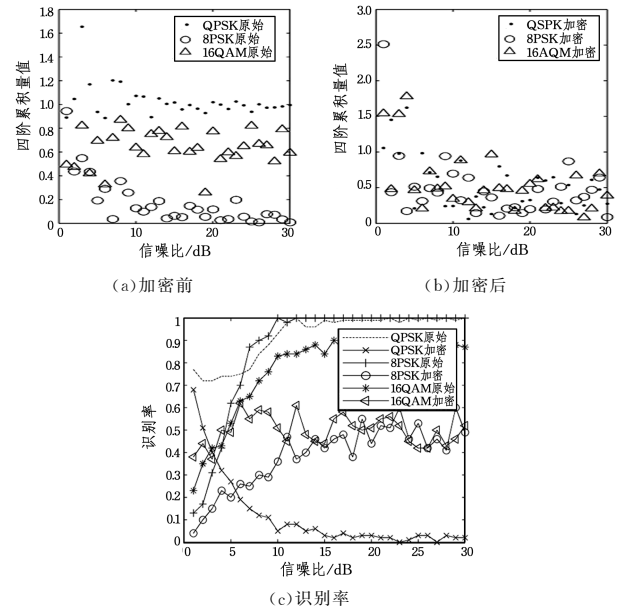 QPSK原始
8PSK原始
16QAM原始
四阶累积量值
1.8
1.6
1.4
1.2
1.0
0.8
0.6
0.4
0.2
0
0
10
20
30
信噪比/dB
(a)加密前
QSPK加密
8PSK加密
16AQM加密
四阶累积量值
3.0
2.5
2.0
1.5
1.0
0.5
0.0
0
10
20
30
信噪比/dB
(b)加密后
QPSK原始
QPSK加密
8PSK原始
8PSK加密
16QAM原始
16QAM加密
识别率
1
0.9
0.8
0.7
0.6
0.5
0.4
0.3
0.2
0.1
0
0
5
10
15
20
25
30
信噪比/dB
(c)识别率